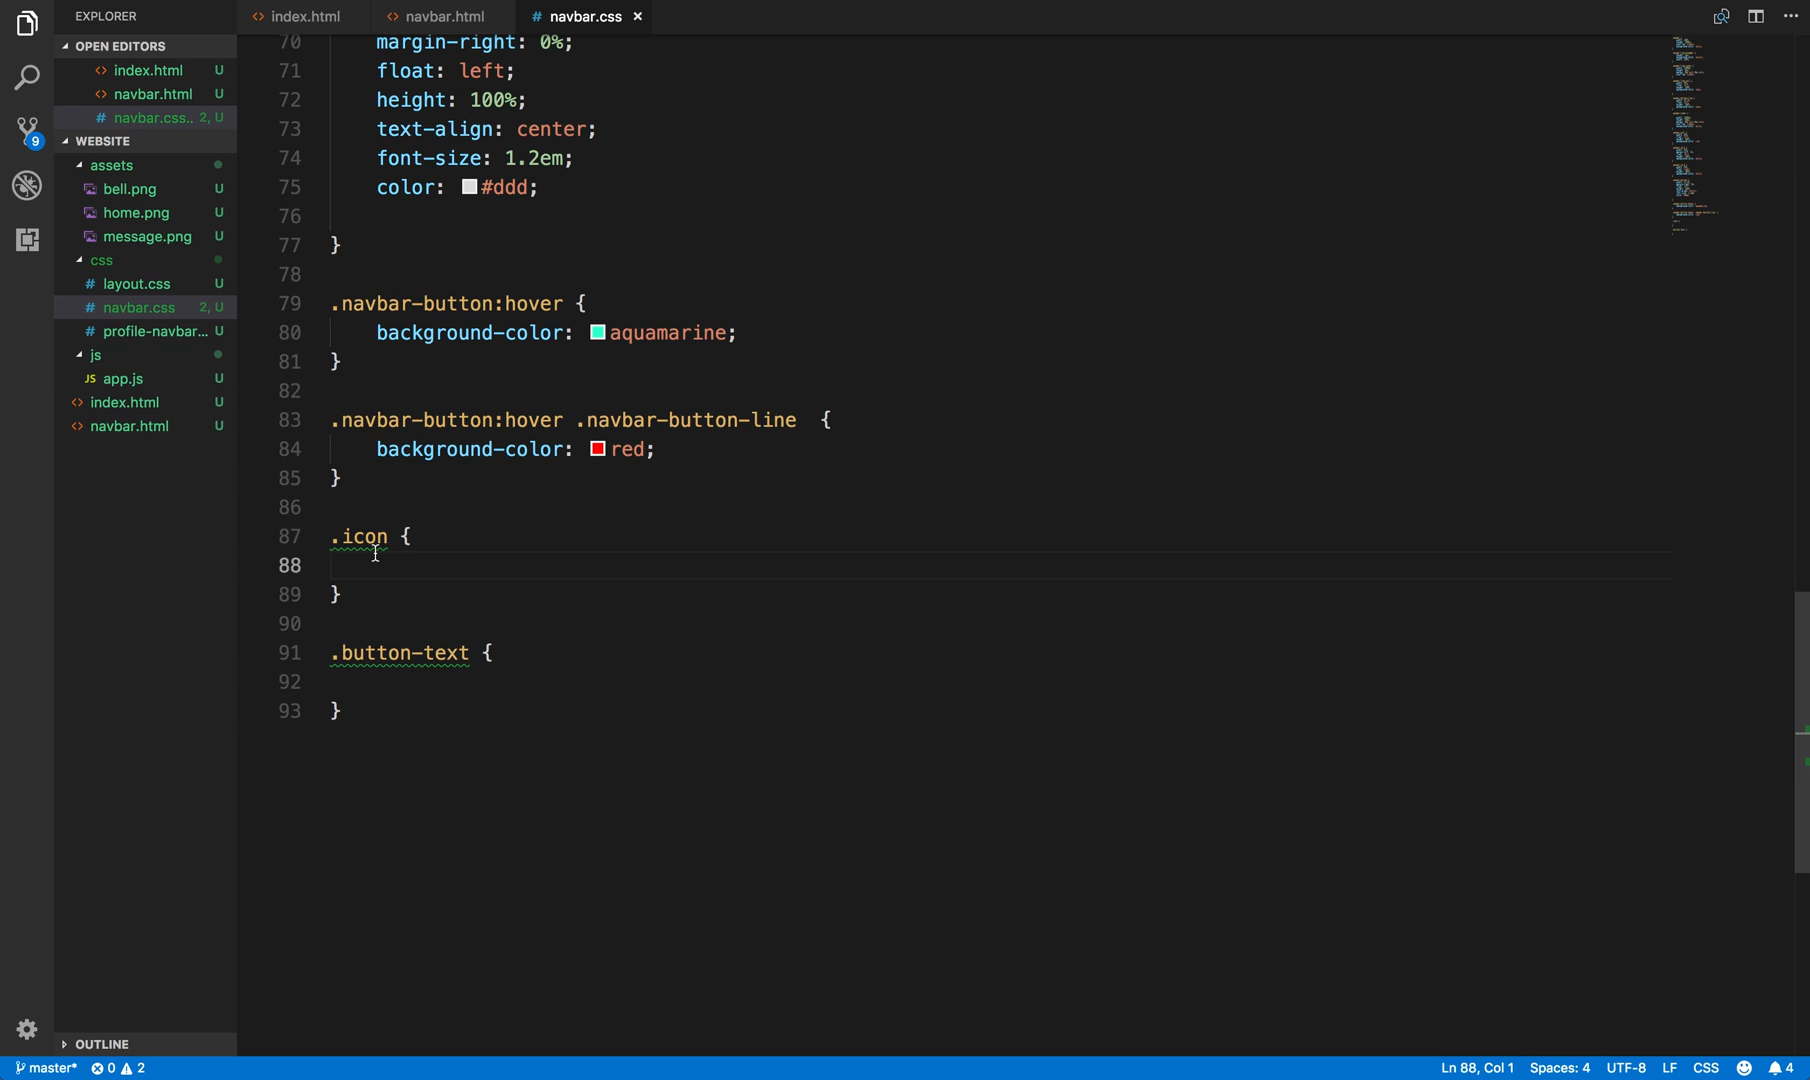 EXPLORER
OPEN EDITORS
<> index.html U
<> navbar.html U
# navbar.css.. 2, U
WEBSITE
assets
bell.png U
home.png U
message.png U
css
# layout.css U
# navbar.css 2, U
# profile-navbar... U
js
JS app.js U
<> index.html U
<> navbar.html U
OUTLINE
9
<> index.html <> navbar.html # navbar.css ×
70 margin-right: 0%;
71 float: left;
72 height: 100%;
73 text-align: center;
74 font-size: 1.2em;
75 color: #ddd;
76
77 }
78
79 .navbar-button:hover {
80 background-color: aquamarine;
81 }
82
83 .navbar-button:hover .navbar-button-line  {
84 background-color: red;
85 }
86
87 .icon {
88
89 }
90
91 .button-text {
92
93 }
master* 0 2 Ln 88, Col 1 Spaces: 4 UTF-8 LF CSS 4